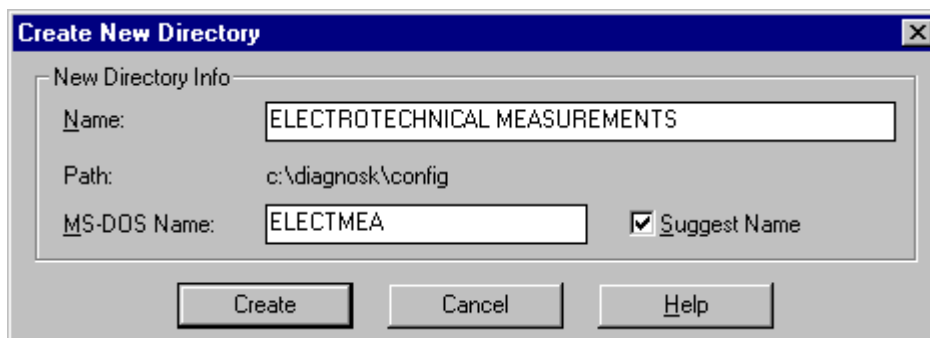 Create New Directory
New Directory Info
Name: ELECTROTECHNICAL MEASUREMENTS
Path: c:\diagnosk\config
MS-DOS Name: ELECTMEA Suggest Name
Create Cancel Help